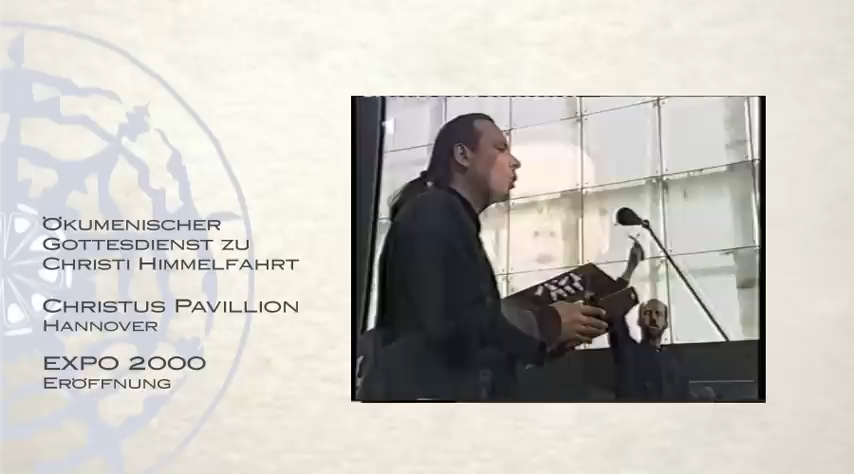 Ökumenischer
Gottesdienst zu
Christi Himmelfahrt
Christus Pavillion
Hannover
EXPO 2000
Eröffnung